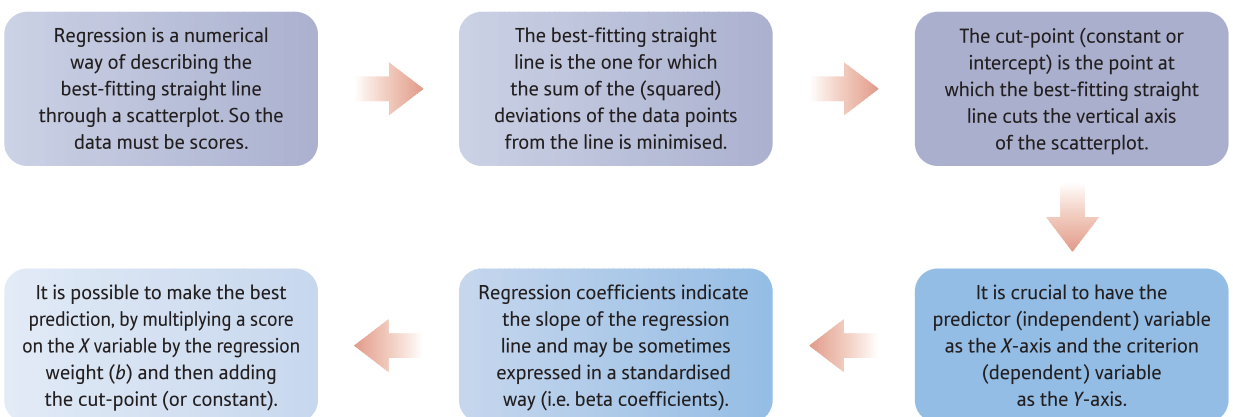 Regression is a numerical
way of describing the
best-fitting straight line
through a scatterplot. So the
data must be scores.
The best-fitting straight
line is the one for which
the sum of the (squared)
deviations of the data points
from the line is minimised.
The cut-point (constant or
intercept) is the point at
which the best-fitting straight
line cuts the vertical axis
of the scatterplot.
It is crucial to have the
predictor (independent) variable
as the X-axis and the criterion
(dependent) variable
as the Y-axis.
Regression coefficients indicate
the slope of the regression
line and may be sometimes
expressed in a standardised
way (i.e. beta coefficients).
It is possible to make the best
prediction, by multiplying a score
on the X variable by the regression
weight (b) and then adding
the cut-point (or constant).